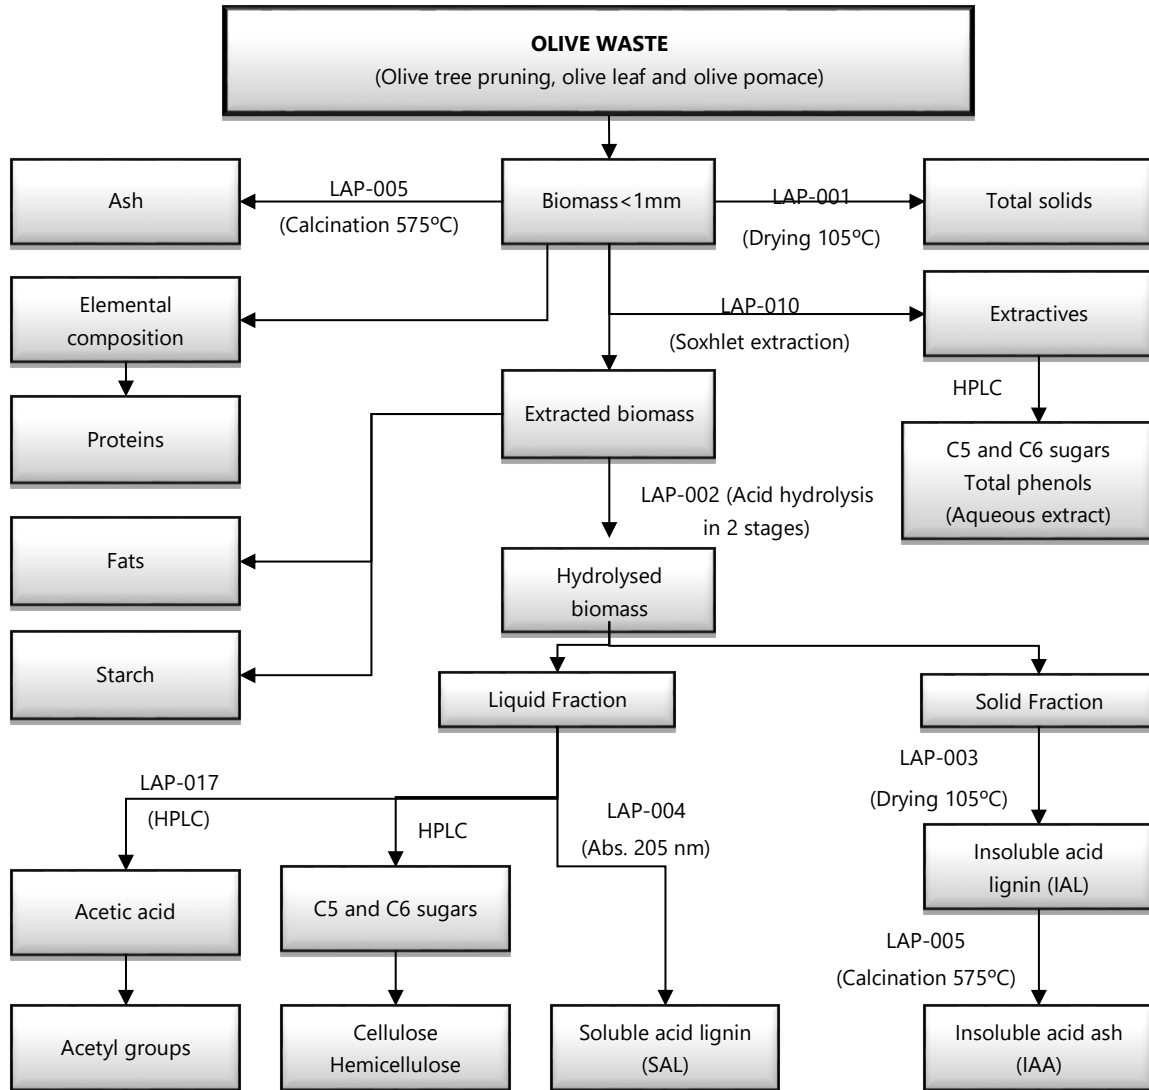 OLIVE WASTE
(Olive tree pruning, olive leaf and olive pomace)
Ash
LAP-005
(Calcination 575ºC)
Biomass<1mm
LAP-001
(Drying 105ºC)
Total solids
Elemental
composition
LAP-010
(Soxhlet extraction)
Extractives
HPLC
Proteins
Extracted biomass
C5 and C6 sugars
Total phenols
(Aqueous extract)
LAP-002 (Acid hydrolysis
in 2 stages)
Fats
Hydrolysed
biomass
Starch
Liquid Fraction
Solid Fraction
LAP-017
(HPLC)
HPLC
LAP-004
(Abs. 205 nm)
LAP-003
(Drying 105ºC)
Acetic acid
C5 and C6 sugars
Insoluble acid
lignin (IAL)
LAP-005
(Calcination 575ºC)
Acetyl groups
Cellulose
Hemicellulose
Soluble acid lignin
(SAL)
Insoluble acid ash
(IAA)